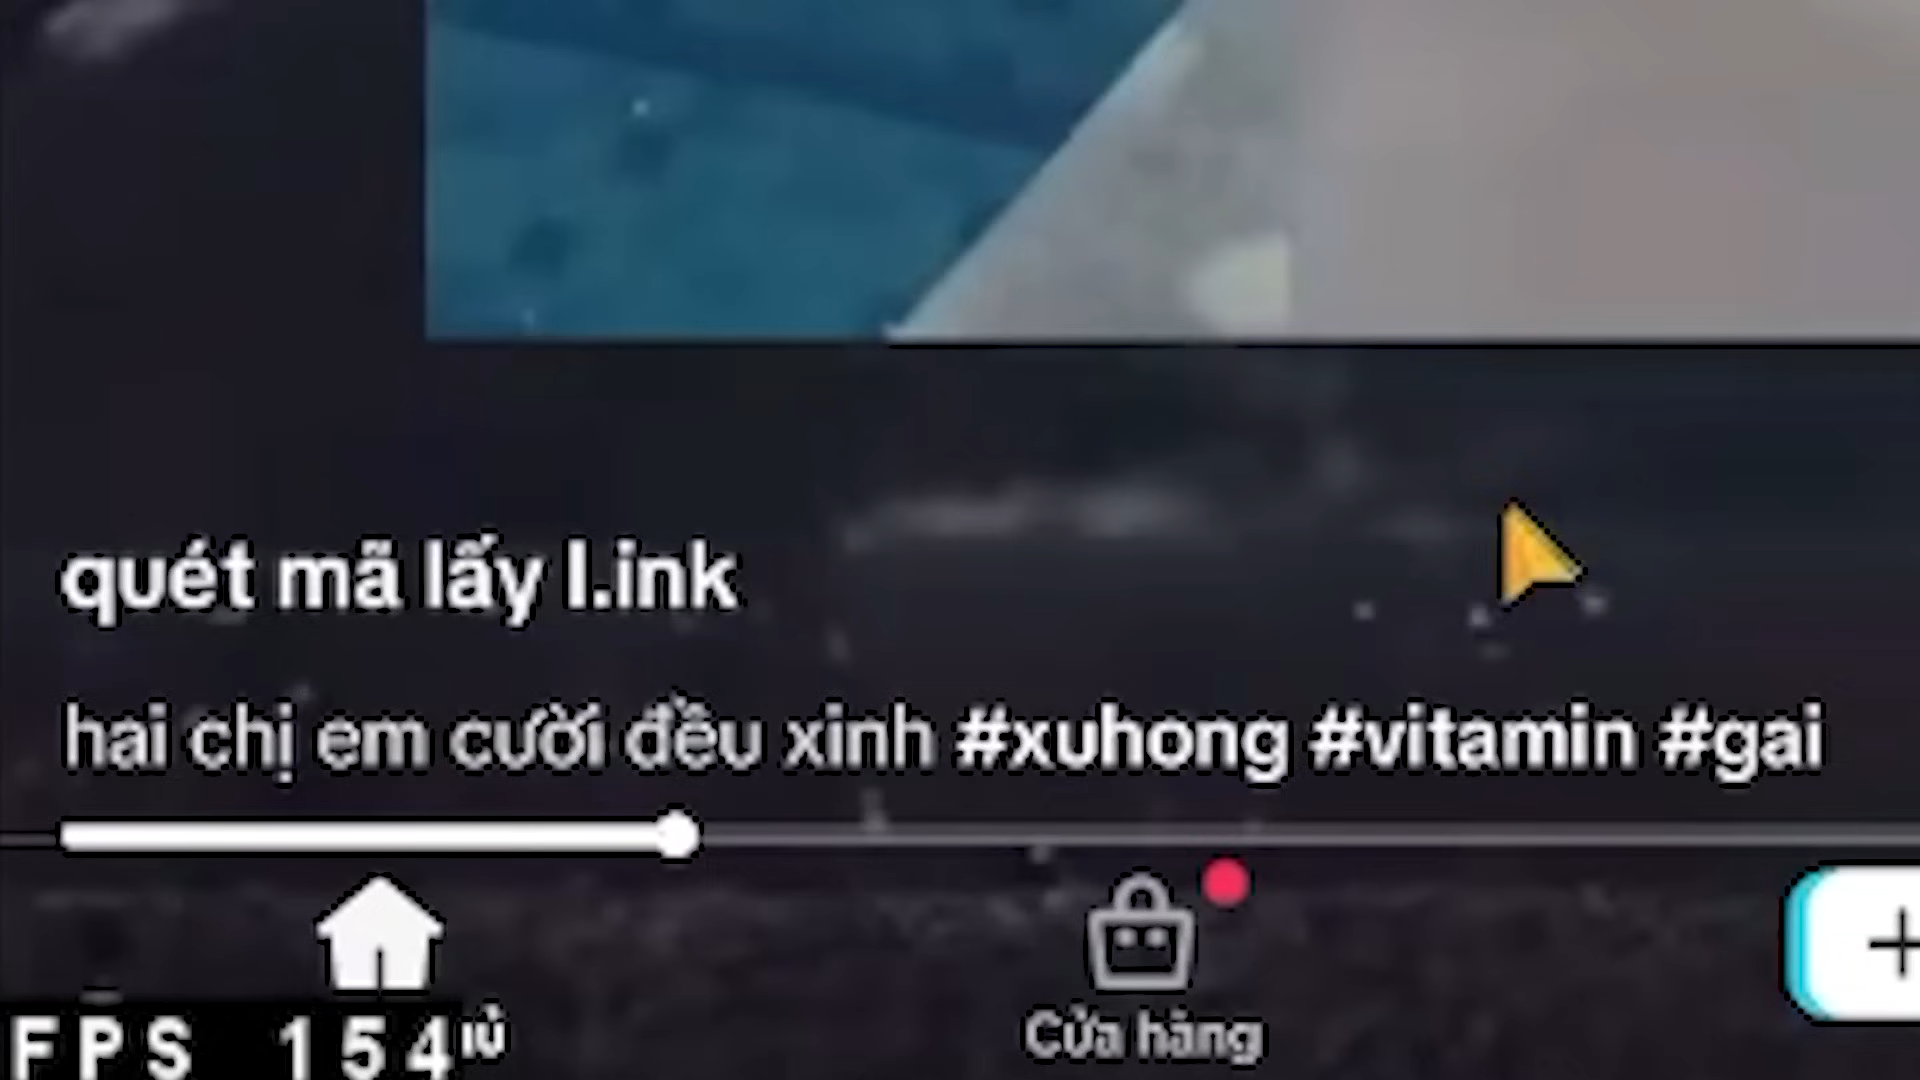 quét mã lấy l.ink
hai chị em cười đều xinh #xuhong #vitamin #gai
Cửa hàng
FPS 154